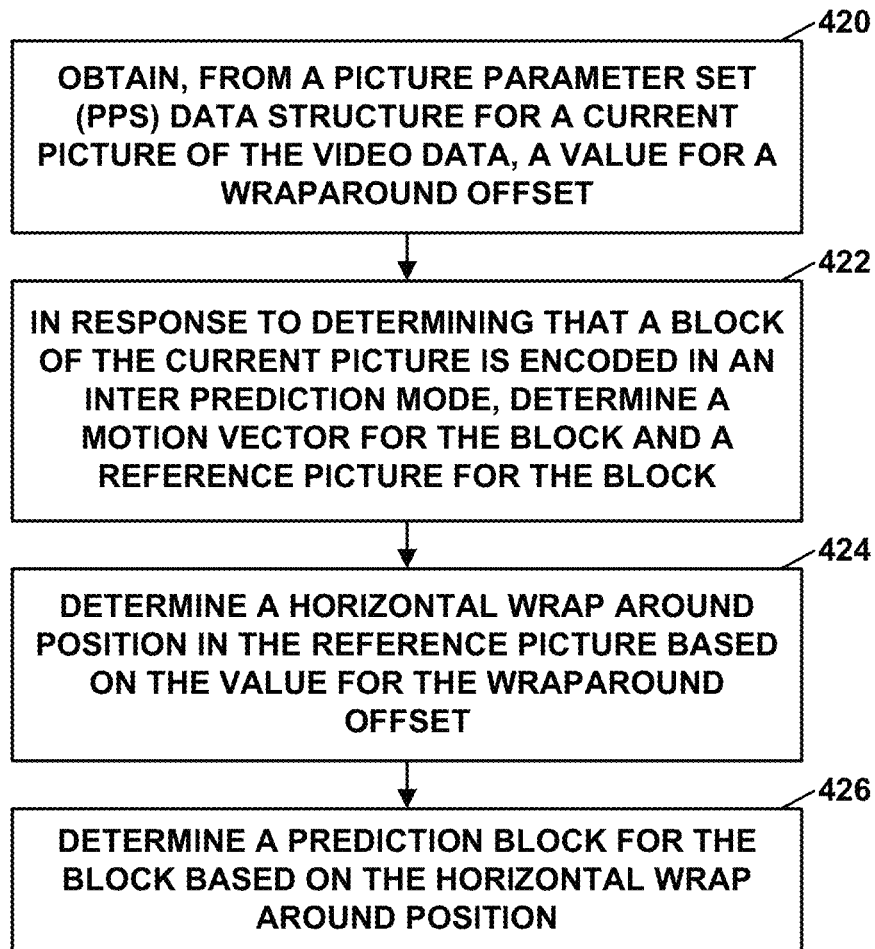 420
OBTAIN, FROM A PICTURE PARAMETER SET
(PPS) DATA STRUCTURE FOR A CURRENT
PICTURE OF THE VIDEO DATA, A VALUE FOR A
WRAPAROUND OFFSET
422
IN RESPONSE TO DETERMINING THAT A BLOCK
OF THE CURRENT PICTURE IS ENCODED IN AN
INTER PREDICTION MODE, DETERMINE A
MOTION VECTOR FOR THE BLOCK AND A
REFERENCE PICTURE FOR THE BLOCK
424
DETERMINE A HORIZONTAL WRAP AROUND
POSITION IN THE REFERENCE PICTURE BASED
ON THE VALUE FOR THE WRAPAROUND
OFFSET
426
DETERMINE A PREDICTION BLOCK FOR THE
BLOCK BASED ON THE HORIZONTAL WRAP
AROUND POSITION